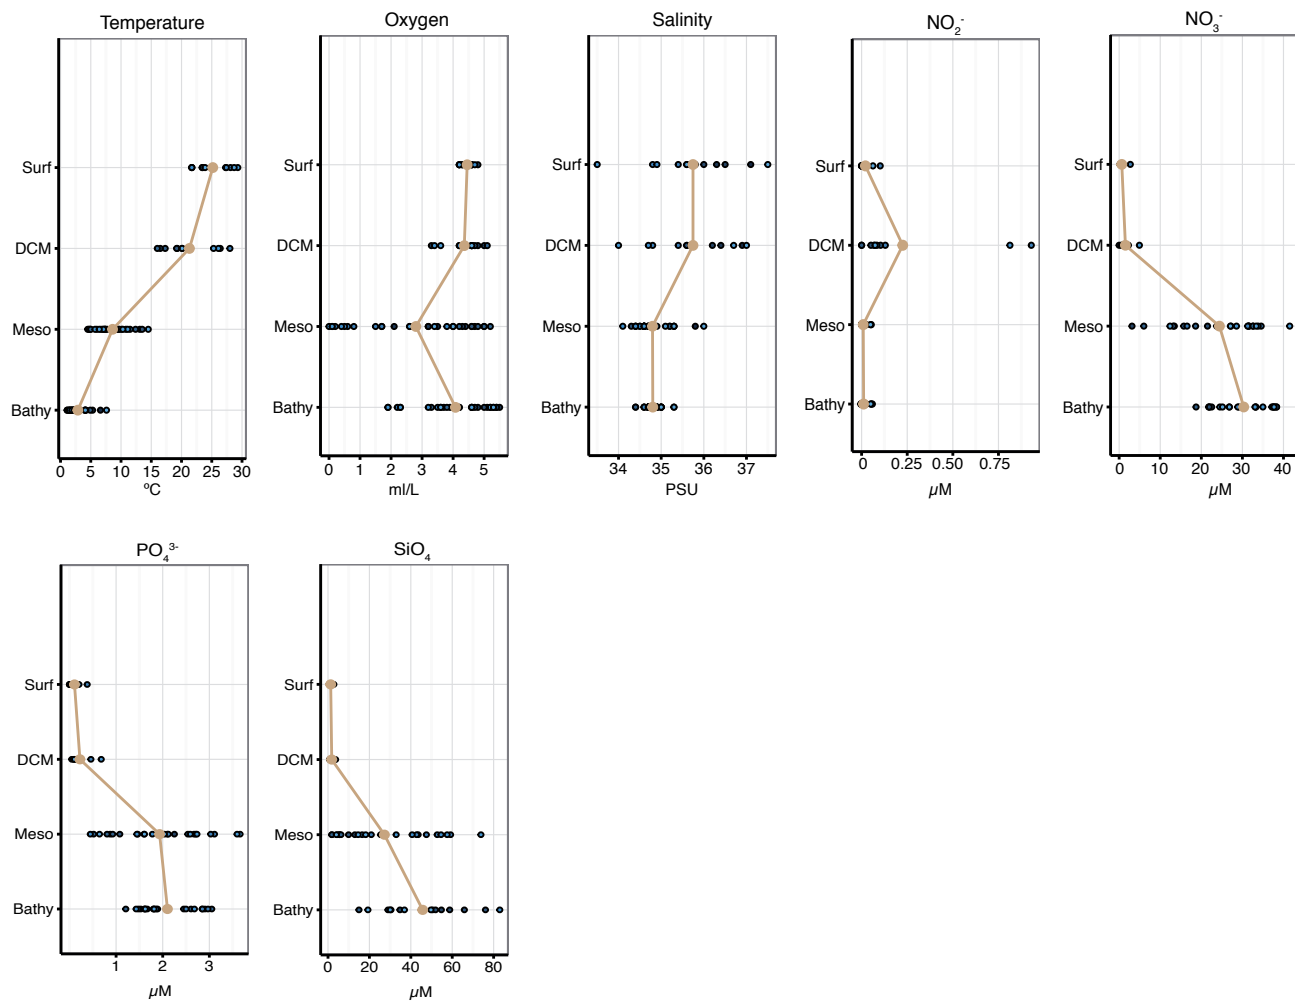 Temperature
Surf
DCM
Meso
Bathy
0 5 10 15 20 25 30
ºC
Oxygen
Surf
DCM
Meso
Bathy
0 1 2 3 4 5
ml/L
Salinity
Surf
DCM
Meso
Bathy
34 35 36 37
PSU
NO₂⁻
Surf
DCM
Meso
Bathy
0 0.25 0.50 0.75
µM
NO₃⁻
Surf
DCM
Meso
Bathy
0 10 20 30 40
µM
PO₄³⁻
Surf
DCM
Meso
Bathy
1 2 3
µM
SiO₄
Surf
DCM
Meso
Bathy
0 20 40 60 80
µM